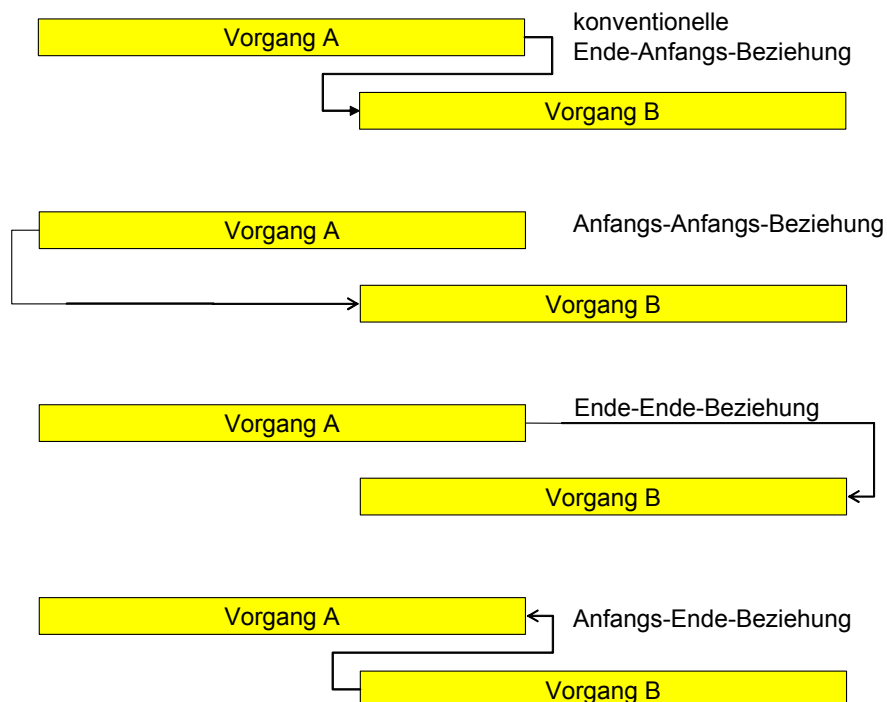 Vorgang A
konventionelle
Ende-Anfangs-Beziehung
Vorgang B
Vorgang A
Anfangs-Anfangs-Beziehung
Vorgang B
Vorgang A
Ende-Ende-Beziehung
Vorgang B
Vorgang A
Anfangs-Ende-Beziehung
Vorgang B